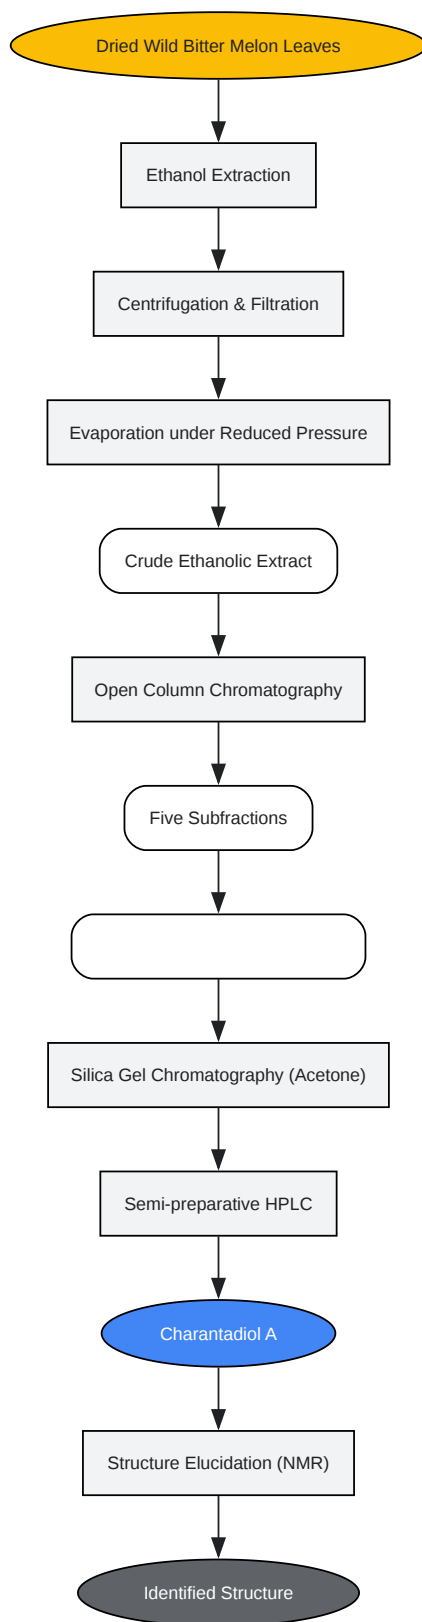 Dried Wild Bitter Melon Leaves
Ethanol Extraction
Centrifugation & Filtration
Evaporation under Reduced Pressure
Crude Ethanolic Extract
Open Column Chromatography
Five Subfractions
Silica Gel Chromatography (Acetone)
Semi-preparative HPLC
Charantadiol A
Structure Elucidation (NMR)
Identified Structure